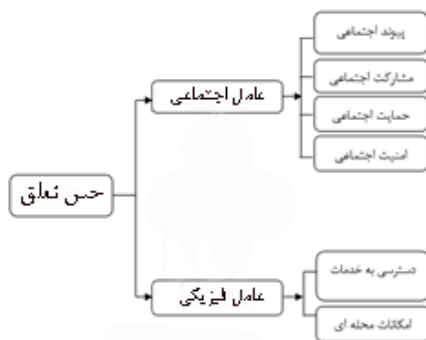 حس تعلق
عامل اجتماعی
پیوند اجتماعی
مشارکت اجتماعی
حمایت اجتماعی
امنیت اجتماعی
عامل فیزیکی
دسترسی به خدمات
امکانات محله ای